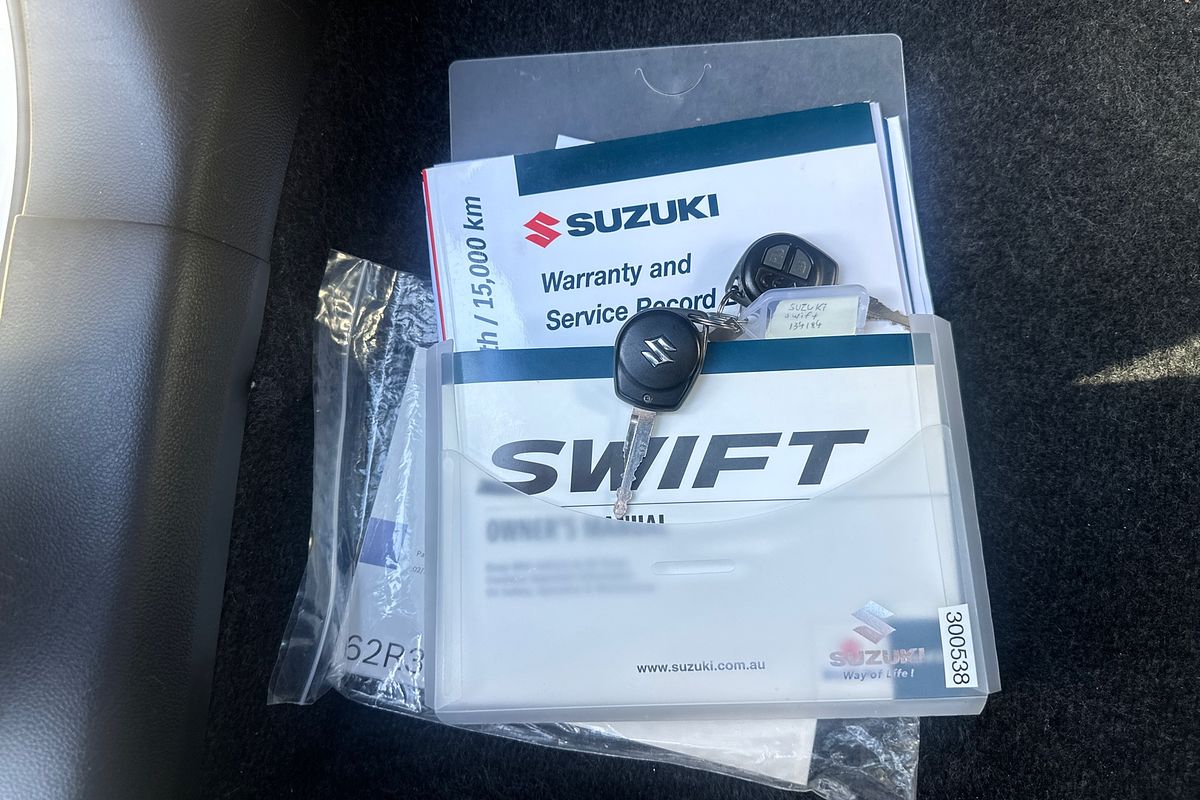 th / 15,000 km
SUZUKI
Warranty and
Service Record
SUZUKI
swift
134184
SWIFT
OWNER'S MANUAL
www.suzuki.com.au
SUZUKI
Way of Life!
300538
62R3